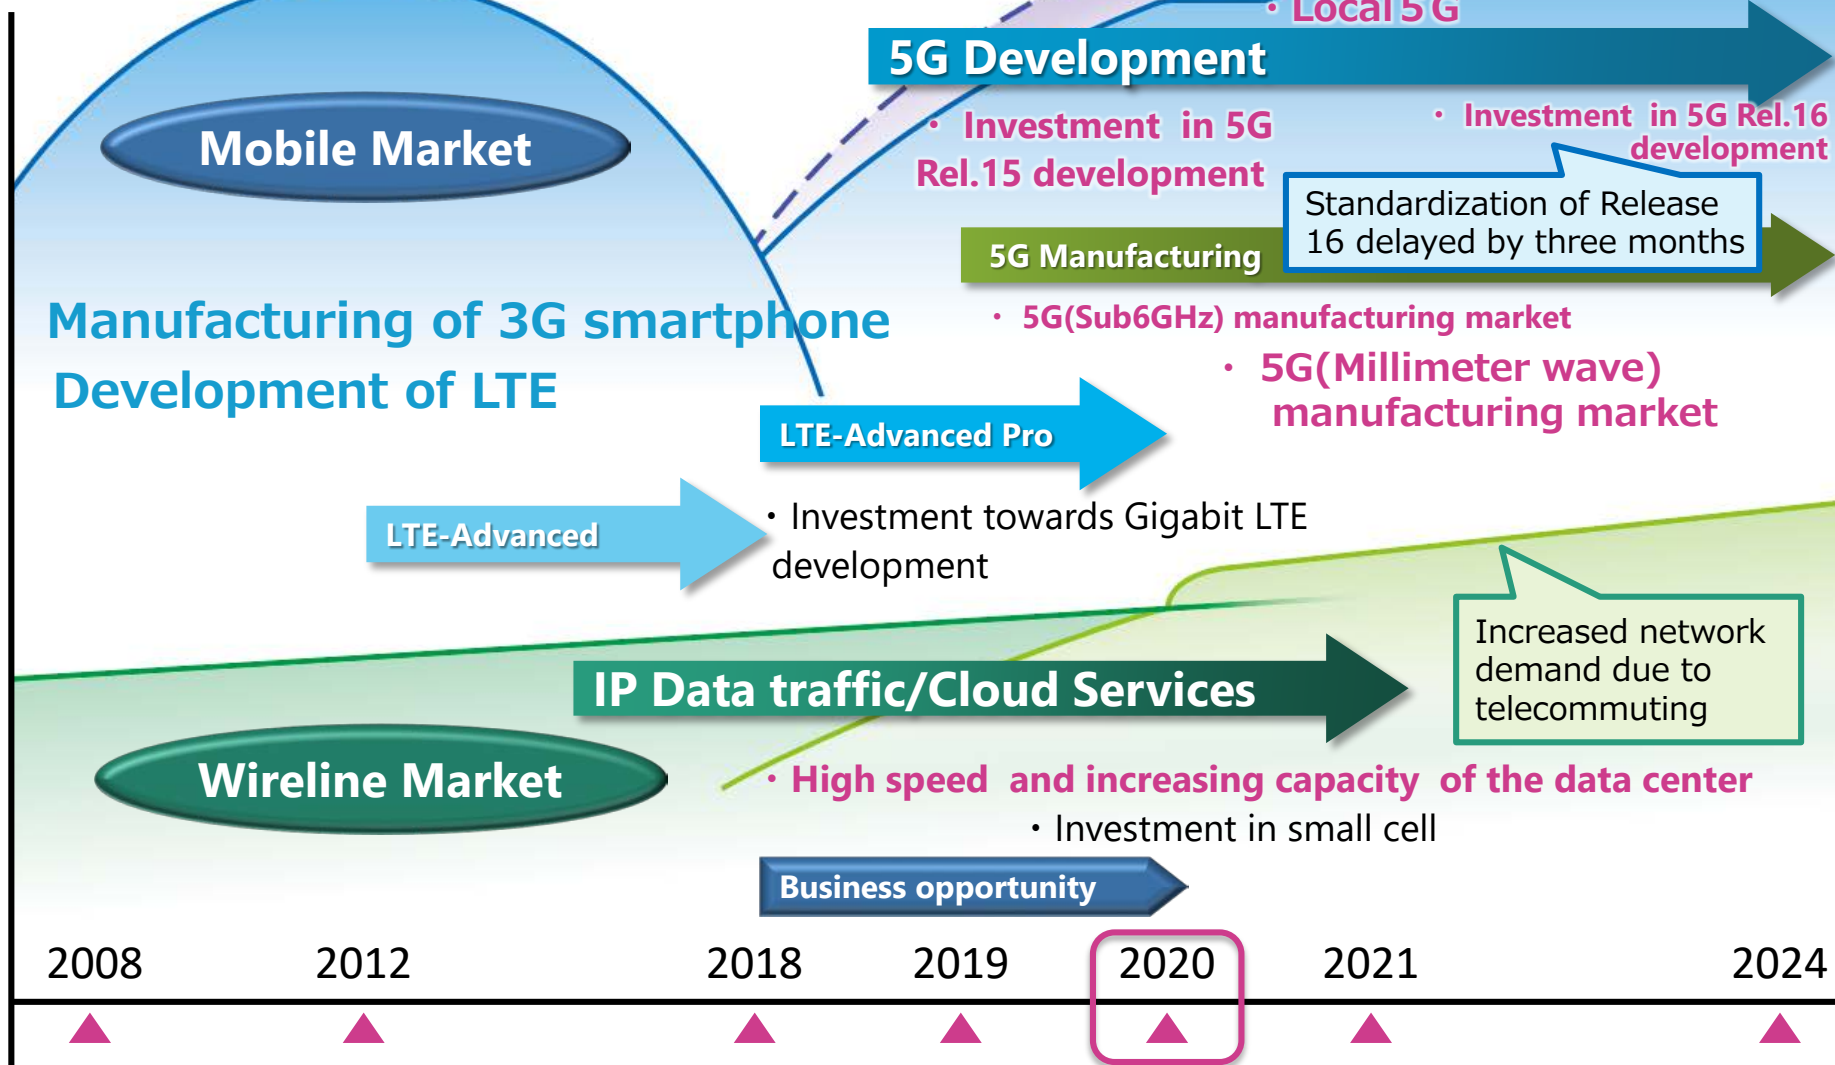 ・Local 5G
5G Development
Mobile Market
・ Investment in 5G
Rel.15 development
・ Investment in 5G Rel.16
development
Standardization of Release
16 delayed by three months
5G Manufacturing
Manufacturing of 3G smartphone
Development of LTE
・ 5G(Sub6GHz) manufacturing market
・ 5G(Millimeter wave)
manufacturing market
LTE-Advanced Pro
LTE-Advanced
・Investment towards Gigabit LTE
development
Increased network
demand due to
telecommuting
IP Data traffic/Cloud Services
Wireline Market
・High speed and increasing capacity of the data center
・Investment in small cell
Business opportunity
2008 2012 2018 2019 2020 2021 2024